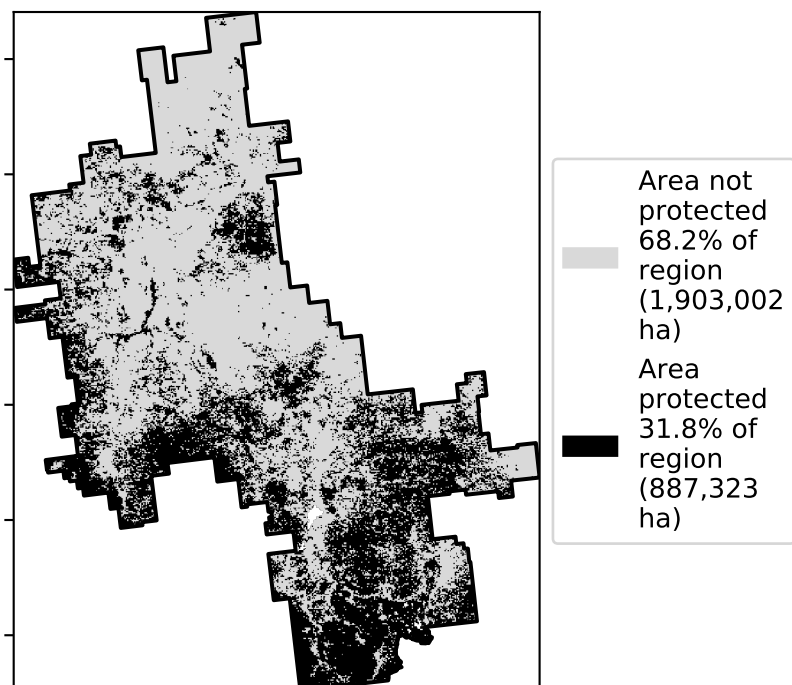 Area not
protected
68.2% of
region
(1,903,002
ha)
Area
protected
31.8% of
region
(887,323
ha)